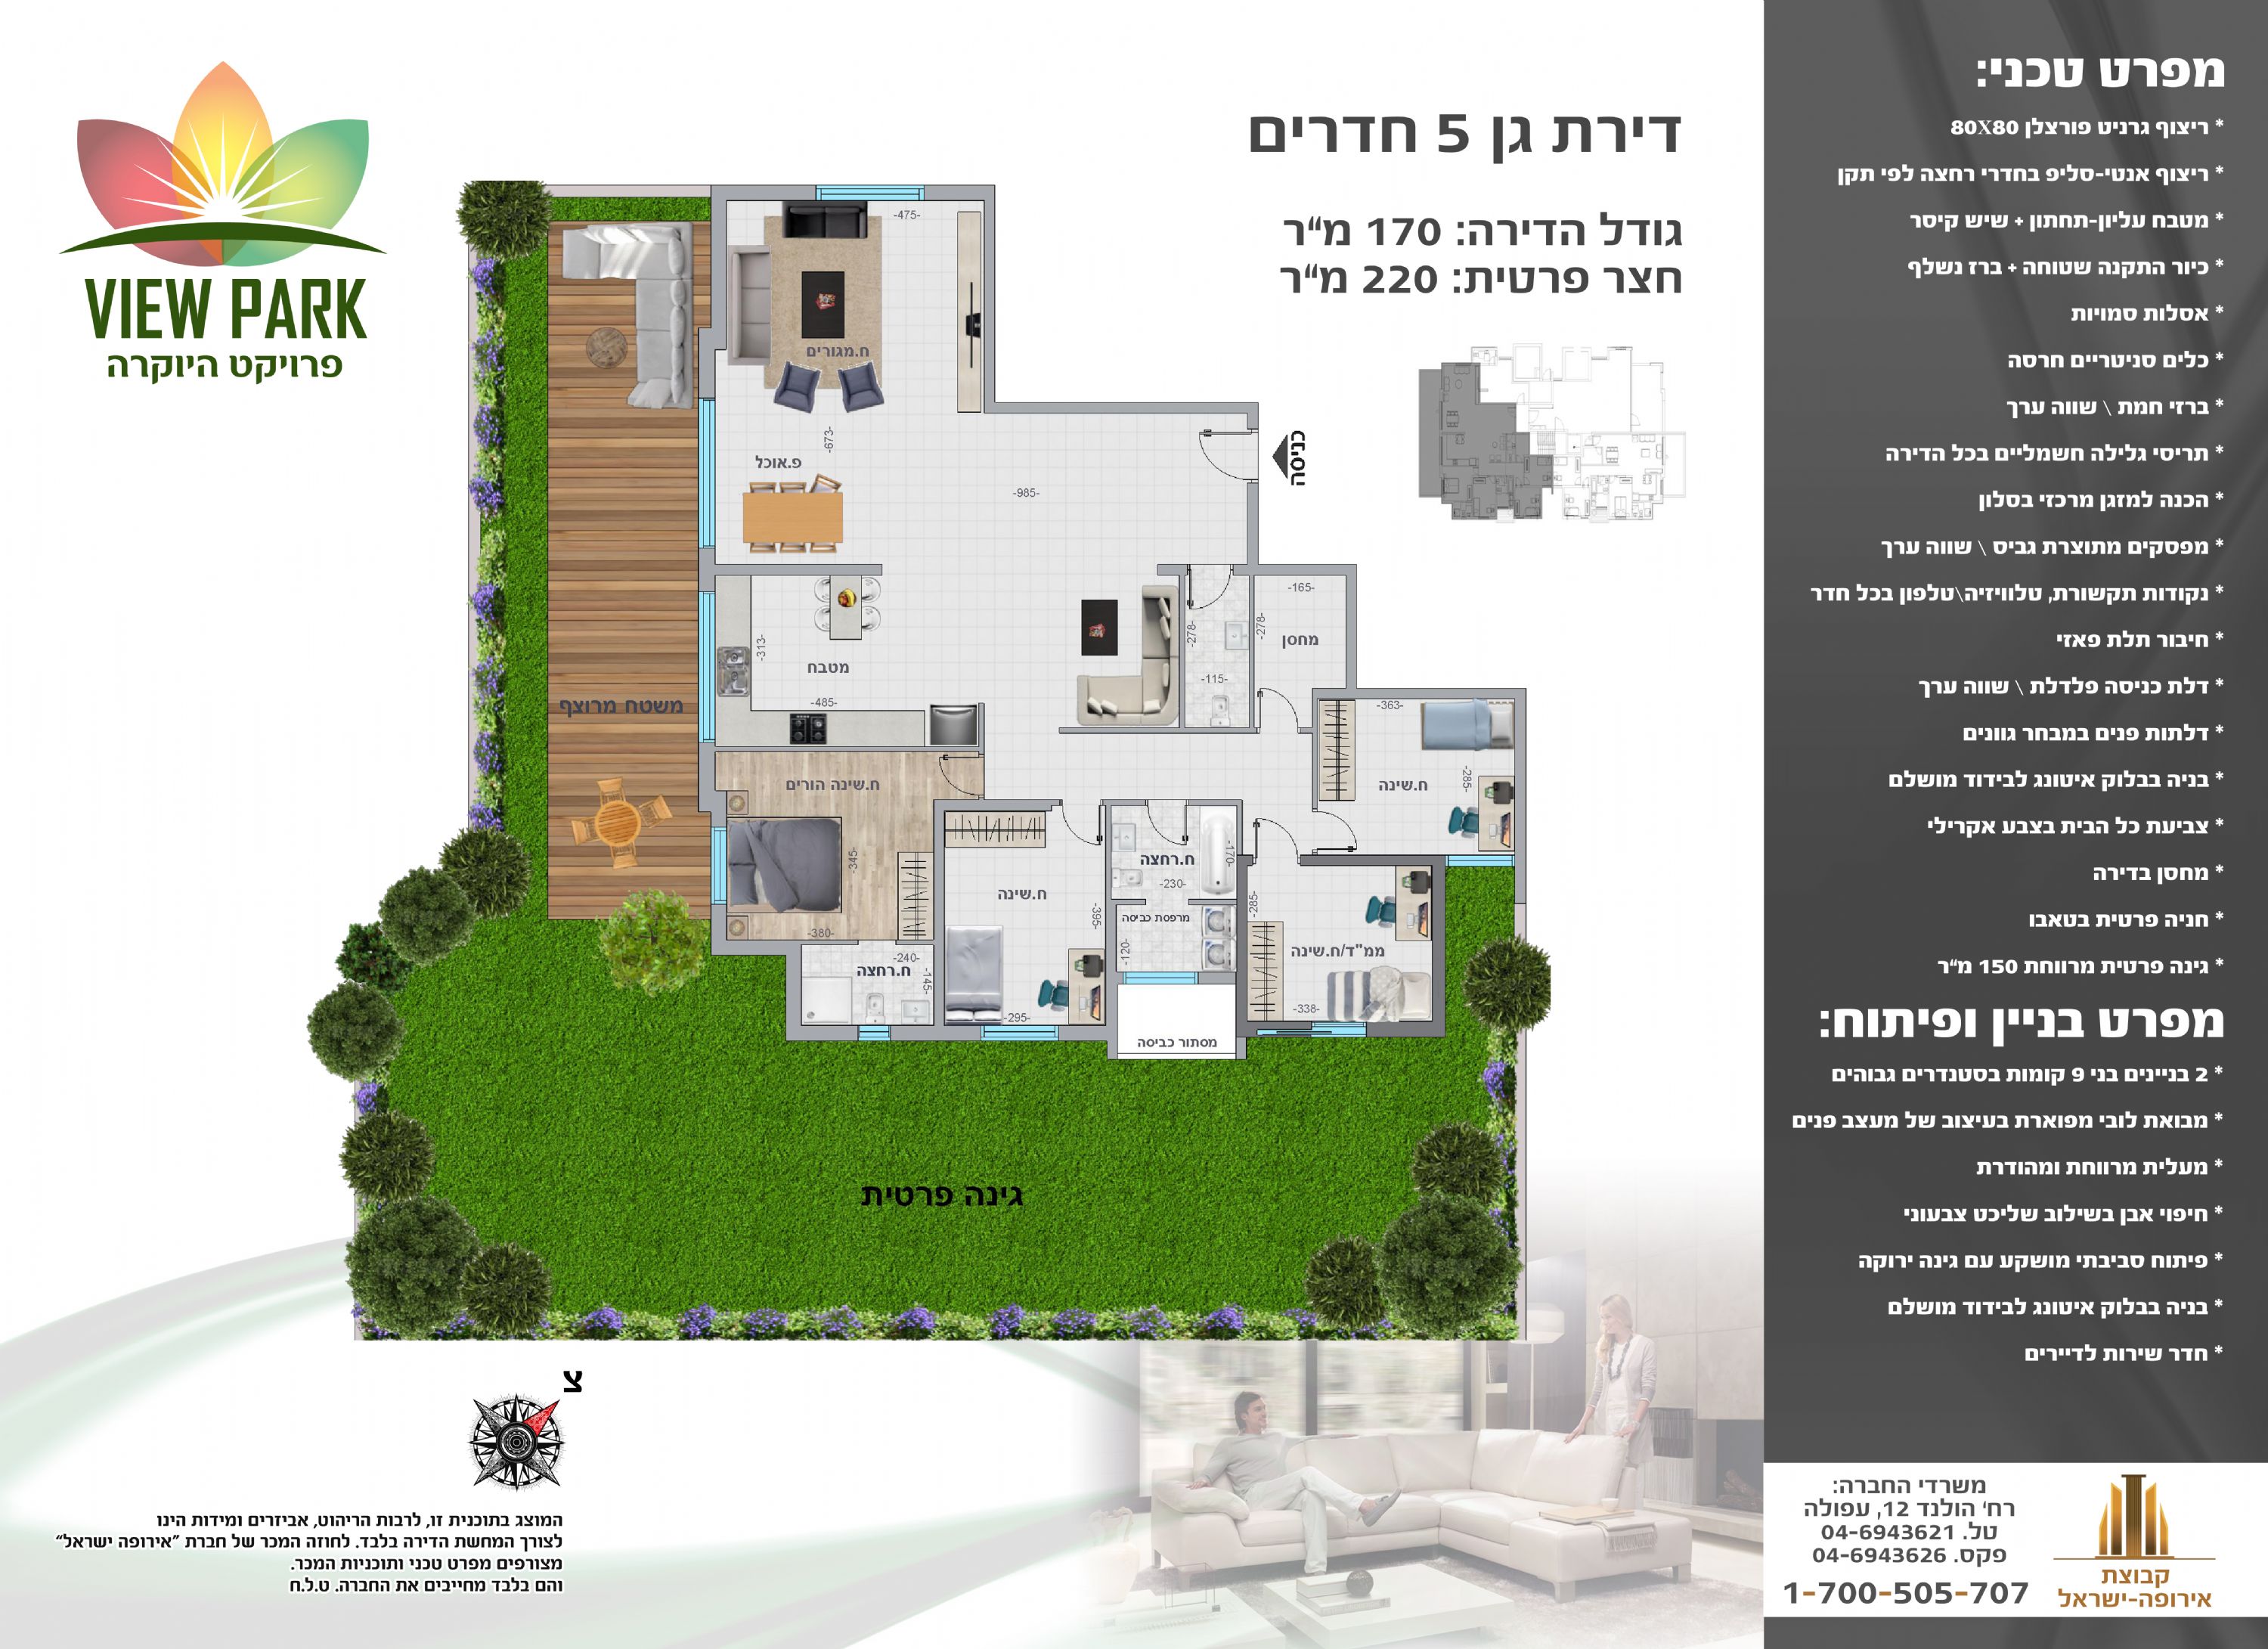 VIEW PARK
פרויקט היוקרה
דירת גן 5 חדרים
גודל הדירה: 170 מ"ר
חצר פרטית: 220 מ"ר
-475-
ח.מגורים
-673-
פ.אוכל
-985-
כניסה
-165-
-278-
-278-
מחסן
-115-
-313-
מטבח
-485-
משטח מרוצף
ח.שינה הורים
-345-
-380-
-363-
-285-
ח.שינה
ח.רחצה
-170-
-230-
ח.שינה
-395-
-295-
מרפסת כביסה
-120-
-285-
ממ"ד/ח.שינה
-338-
-240-
ח.רחצה
-145-
מסתור כביסה
גינה פרטית
צ
המוצג בתוכנית זו, לרבות הריהוט, אביזרים ומידות הינו
לצורך המחשת הדירה בלבד. לחוזה המכר של חברת "אירופה ישראל"
מצורפים מפרט טכני ותוכניות המכר.
והם בלבד מחייבים את החברה. ט.ל.ח
מפרט טכני:
* ריצוף גרניט פורצלן 80X80
* ריצוף אנטי-סליפ בחדרי רחצה לפי תקן
* מטבח עליון-תחתון + שיש קיסר
* כיור התקנה שטוחה + ברז נשלף
* אסלות סמויות
* כלים סניטריים חרסה
* ברזי חמת \ שווה ערך
* תריסי גלילה חשמליים בכל הדירה
* הכנה למזגן מרכזי בסלון
* מפסקים מתוצרת גביס \ שווה ערך
* נקודות תקשורת, טלוויזיה\טלפון בכל חדר
* חיבור תלת פאזי
* דלת כניסה פלדלת \ שווה ערך
* דלתות פנים במבחר גוונים
* בניה בבלוק איטונג לבידוד מושלם
* צביעת כל הבית בצבע אקרילי
* מחסן בדירה
* חניה פרטית בטאבו
* גינה פרטית מרווחת 150 מ"ר
מפרט בניין ופיתוח:
* 2 בניינים בני 9 קומות בסטנדרים גבוהים
* מבואת לובי מפוארת בעיצוב של מעצב פנים
* מעלית מרווחת ומהודרת
* חיפוי אבן בשילוב שליכט צבעוני
* פיתוח סביבתי מושקע עם גינה ירוקה
* בניה בבלוק איטונג לבידוד מושלם
* חדר שירות לדיירים
משרדי החברה:
רח' הולנד 12, עפולה
טל. 04-6943621
פקס. 04-6943626
1-700-505-707
קבוצת
אירופה-ישראל